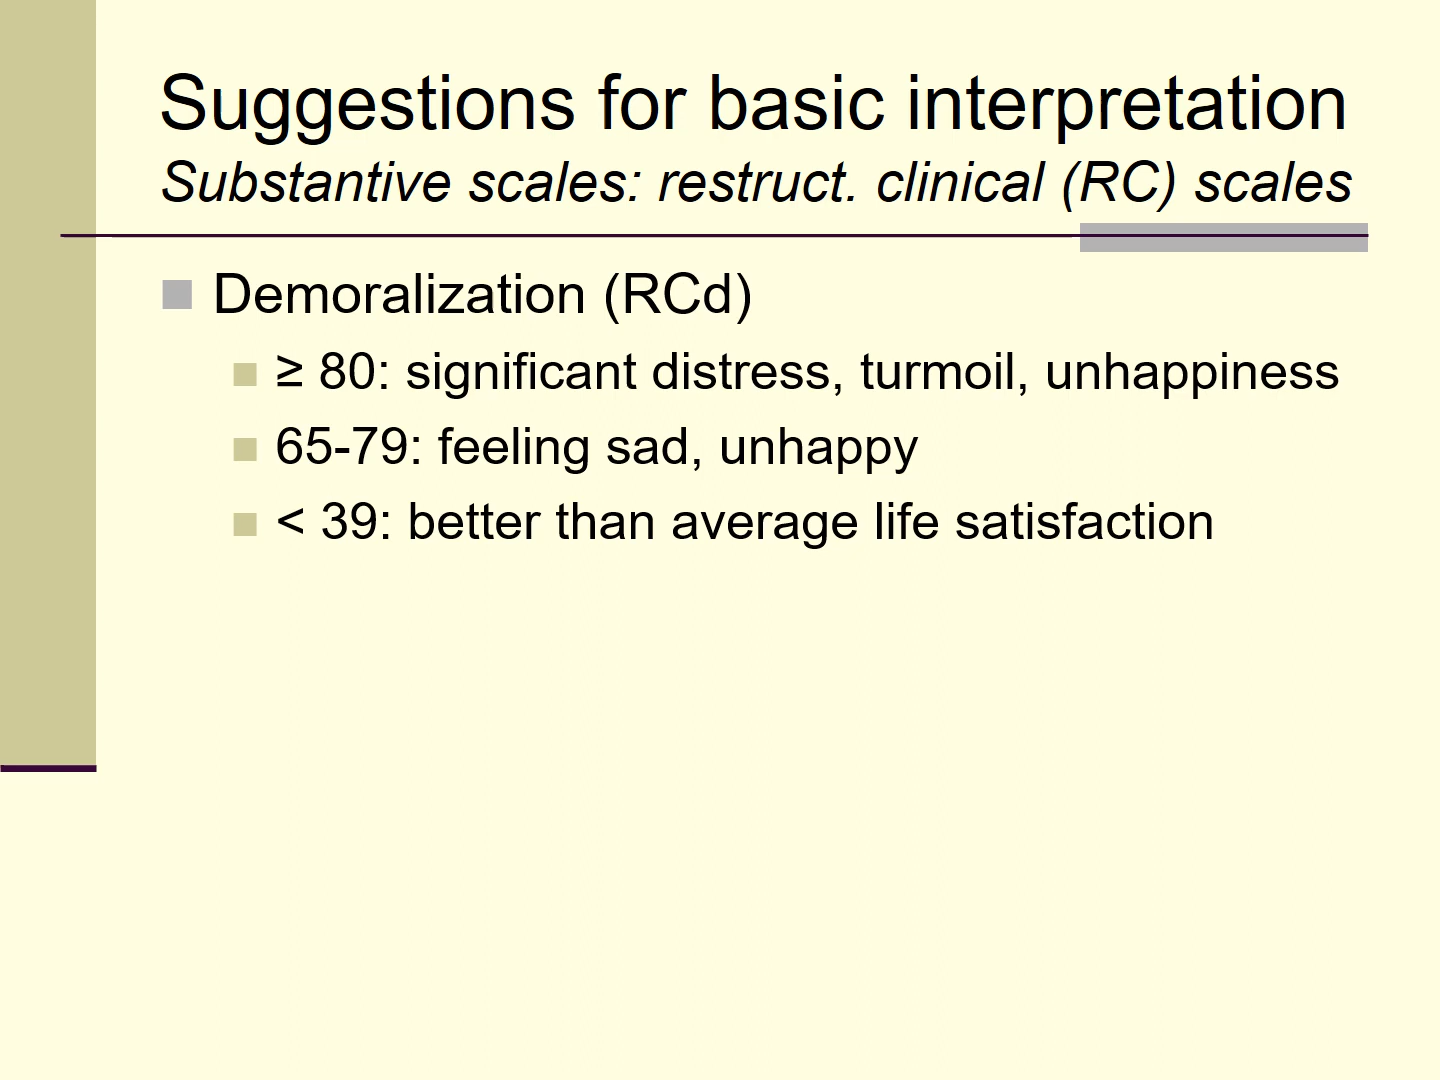 Suggestions for basic interpretation
Substantive scales: restruct. clinical (RC) scales
Demoralization (RCd)
≥ 80: significant distress, turmoil, unhappiness
65-79: feeling sad, unhappy
< 39: better than average life satisfaction